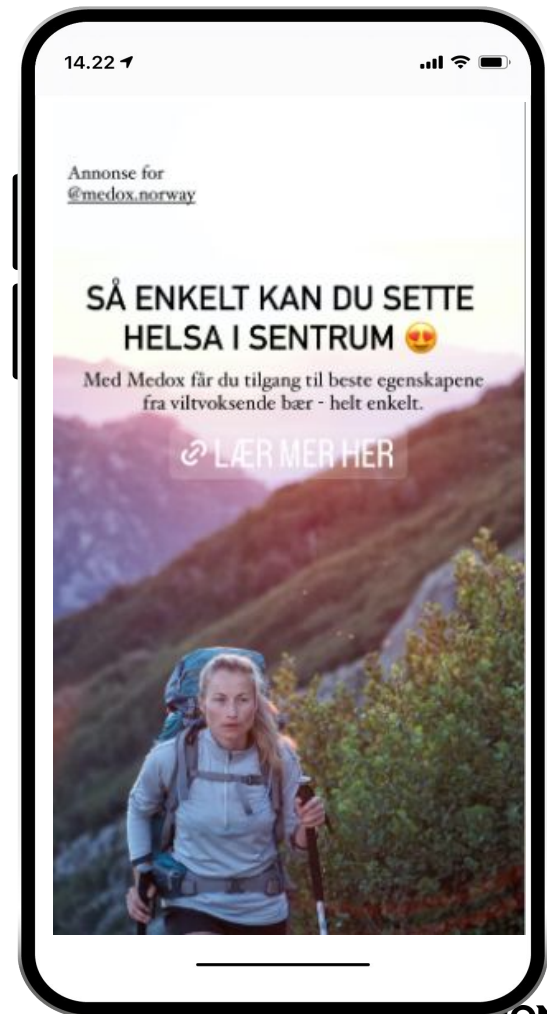 14.22
Annonse for
@medox.norway
SÅ ENKELT KAN DU SETTE
HELSA I SENTRUM 😍
Med Medox får du tilgang til beste egenskapene
fra viltvoksende bær - helt enkelt.
LÆR MER HER